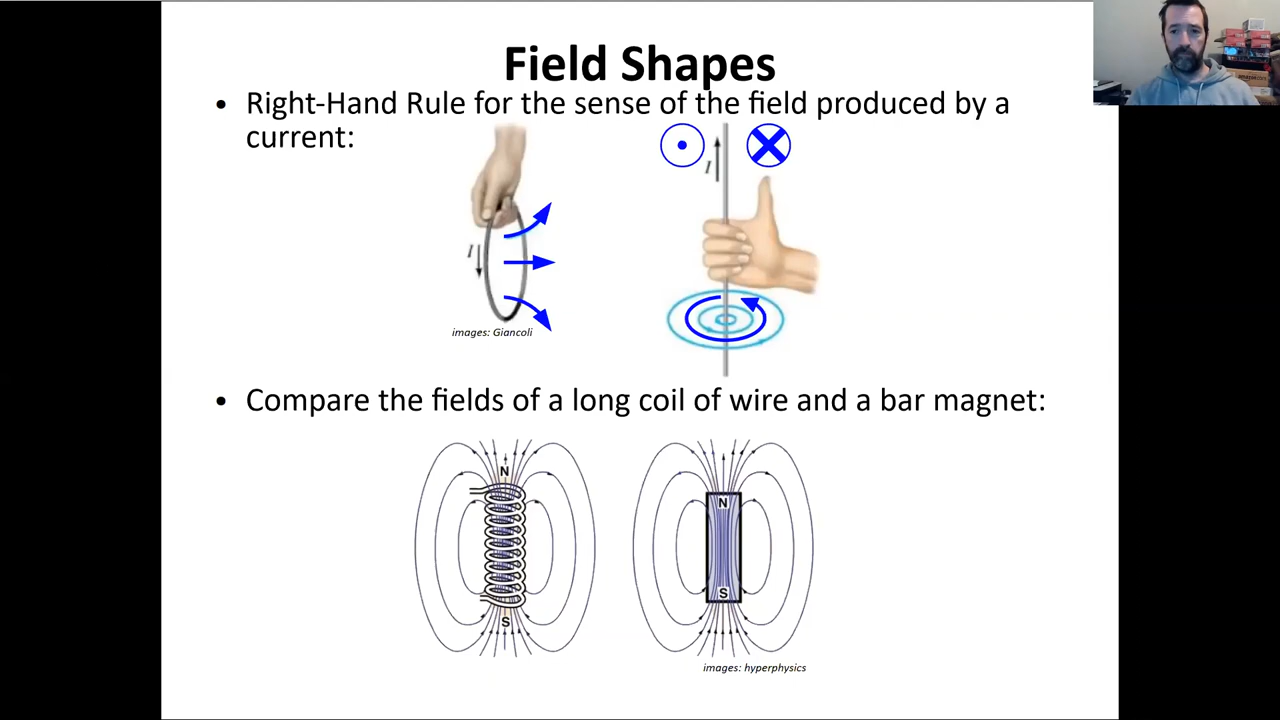 Field Shapes
• Right-Hand Rule for the sense of the field produced by a
current:
I
I
images: Giancoli
• Compare the fields of a long coil of wire and a bar magnet:
N
N
S
S
images: hyperphysics